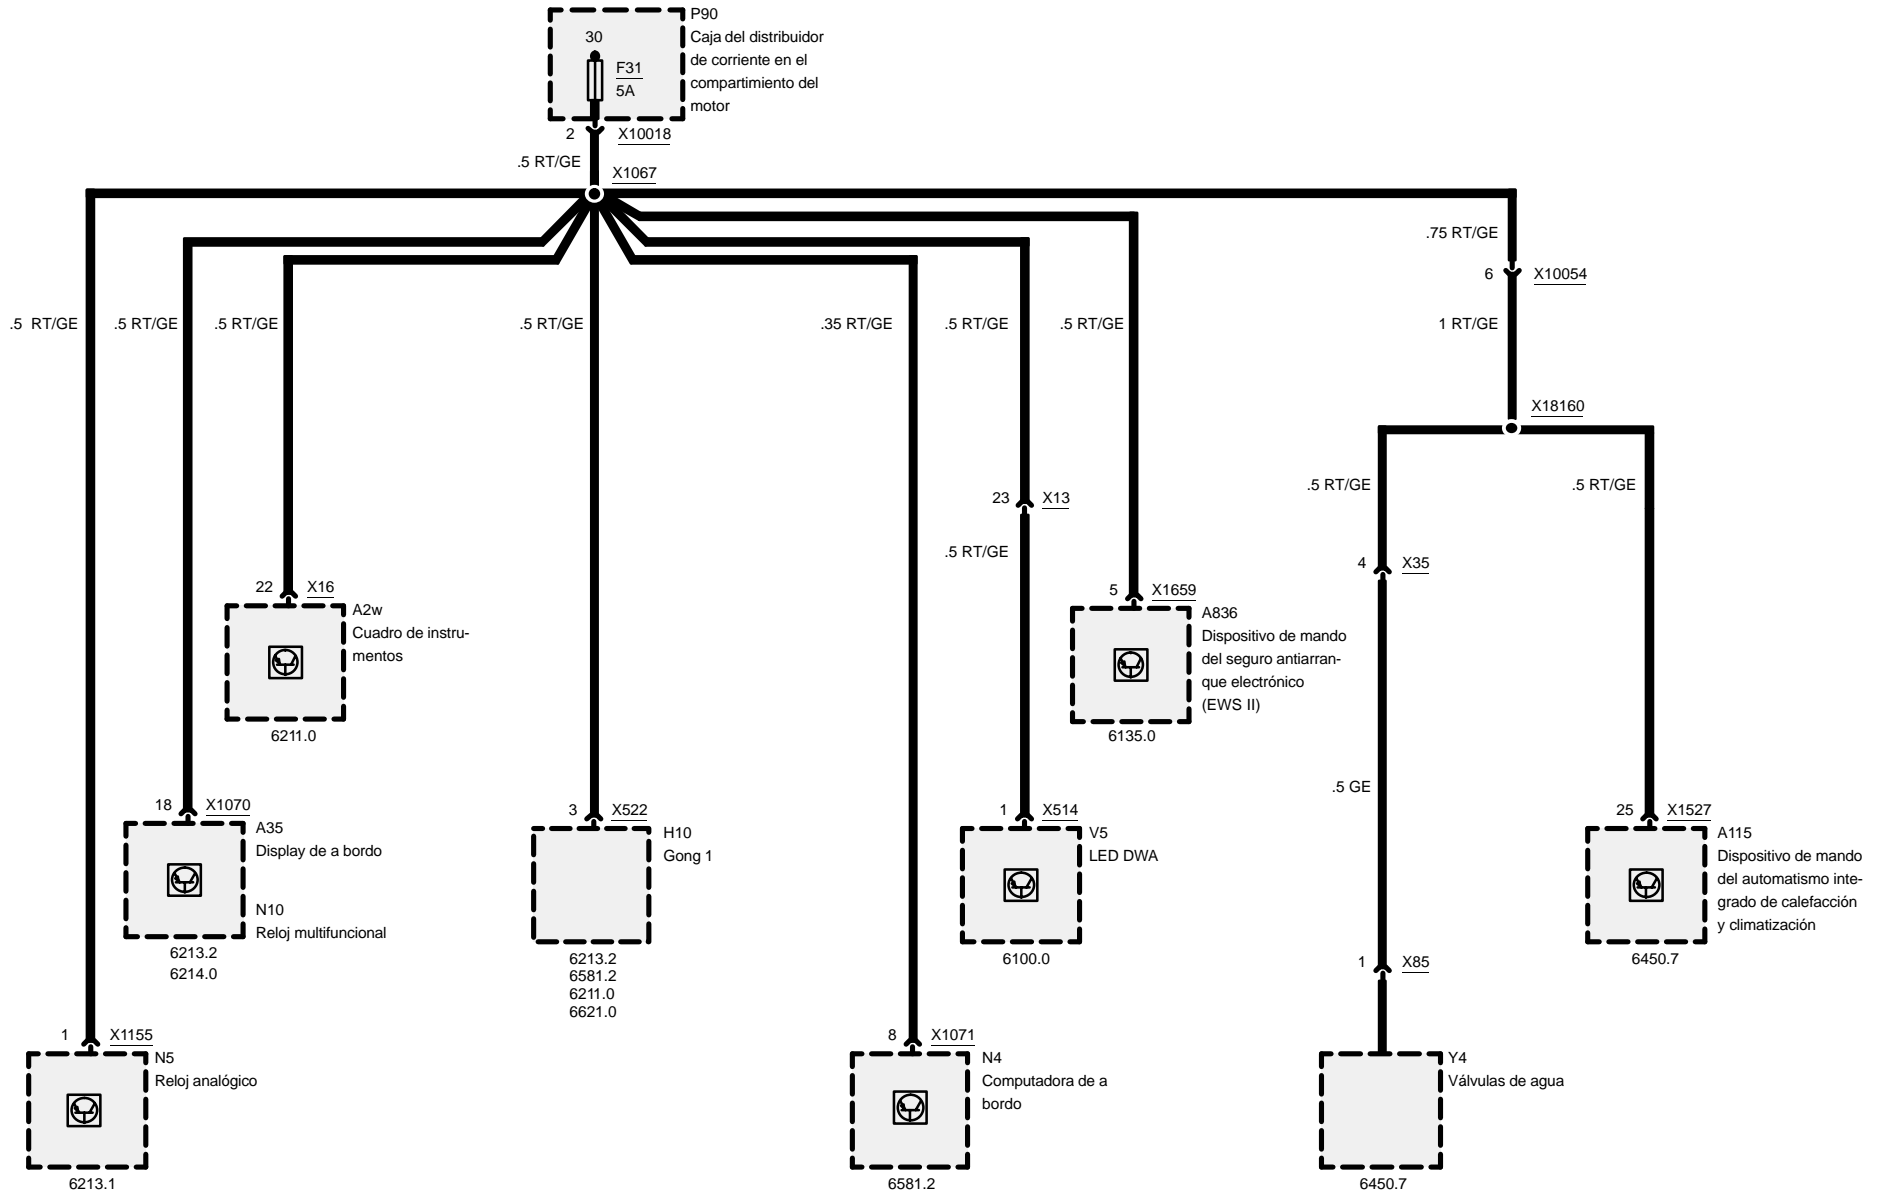 P90
Caja del distribuidor
de corriente en el
compartimiento del
motor
30
F31
5A
2 X10018
.5 RT/GE
X1067
.75 RT/GE
6 X10054
.5 RT/GE
.5 RT/GE
.5 RT/GE
.5 RT/GE
.35 RT/GE
.5 RT/GE
.5 RT/GE
1 RT/GE
X18160
.5 RT/GE
.5 RT/GE
23 X13
.5 RT/GE
4 X35
22 X16
A2w
Cuadro de instru-
mentos
6211.0
5 X1659
A836
Dispositivo de mando
del seguro antiarran-
que electrónico
(EWS II)
6135.0
.5 GE
18 X1070
A35
Display de a bordo
N10
Reloj multifuncional
6213.2
6214.0
3 X522
H10
Gong 1
6213.2
6581.2
6211.0
6621.0
1 X514
V5
LED DWA
6100.0
25 X1527
A115
Dispositivo de mando
del automatismo inte-
grado de calefacción
y climatización
6450.7
1 X85
1 X1155
N5
Reloj analógico
6213.1
8 X1071
N4
Computadora de a
bordo
6581.2
Y4
Válvulas de agua
6450.7